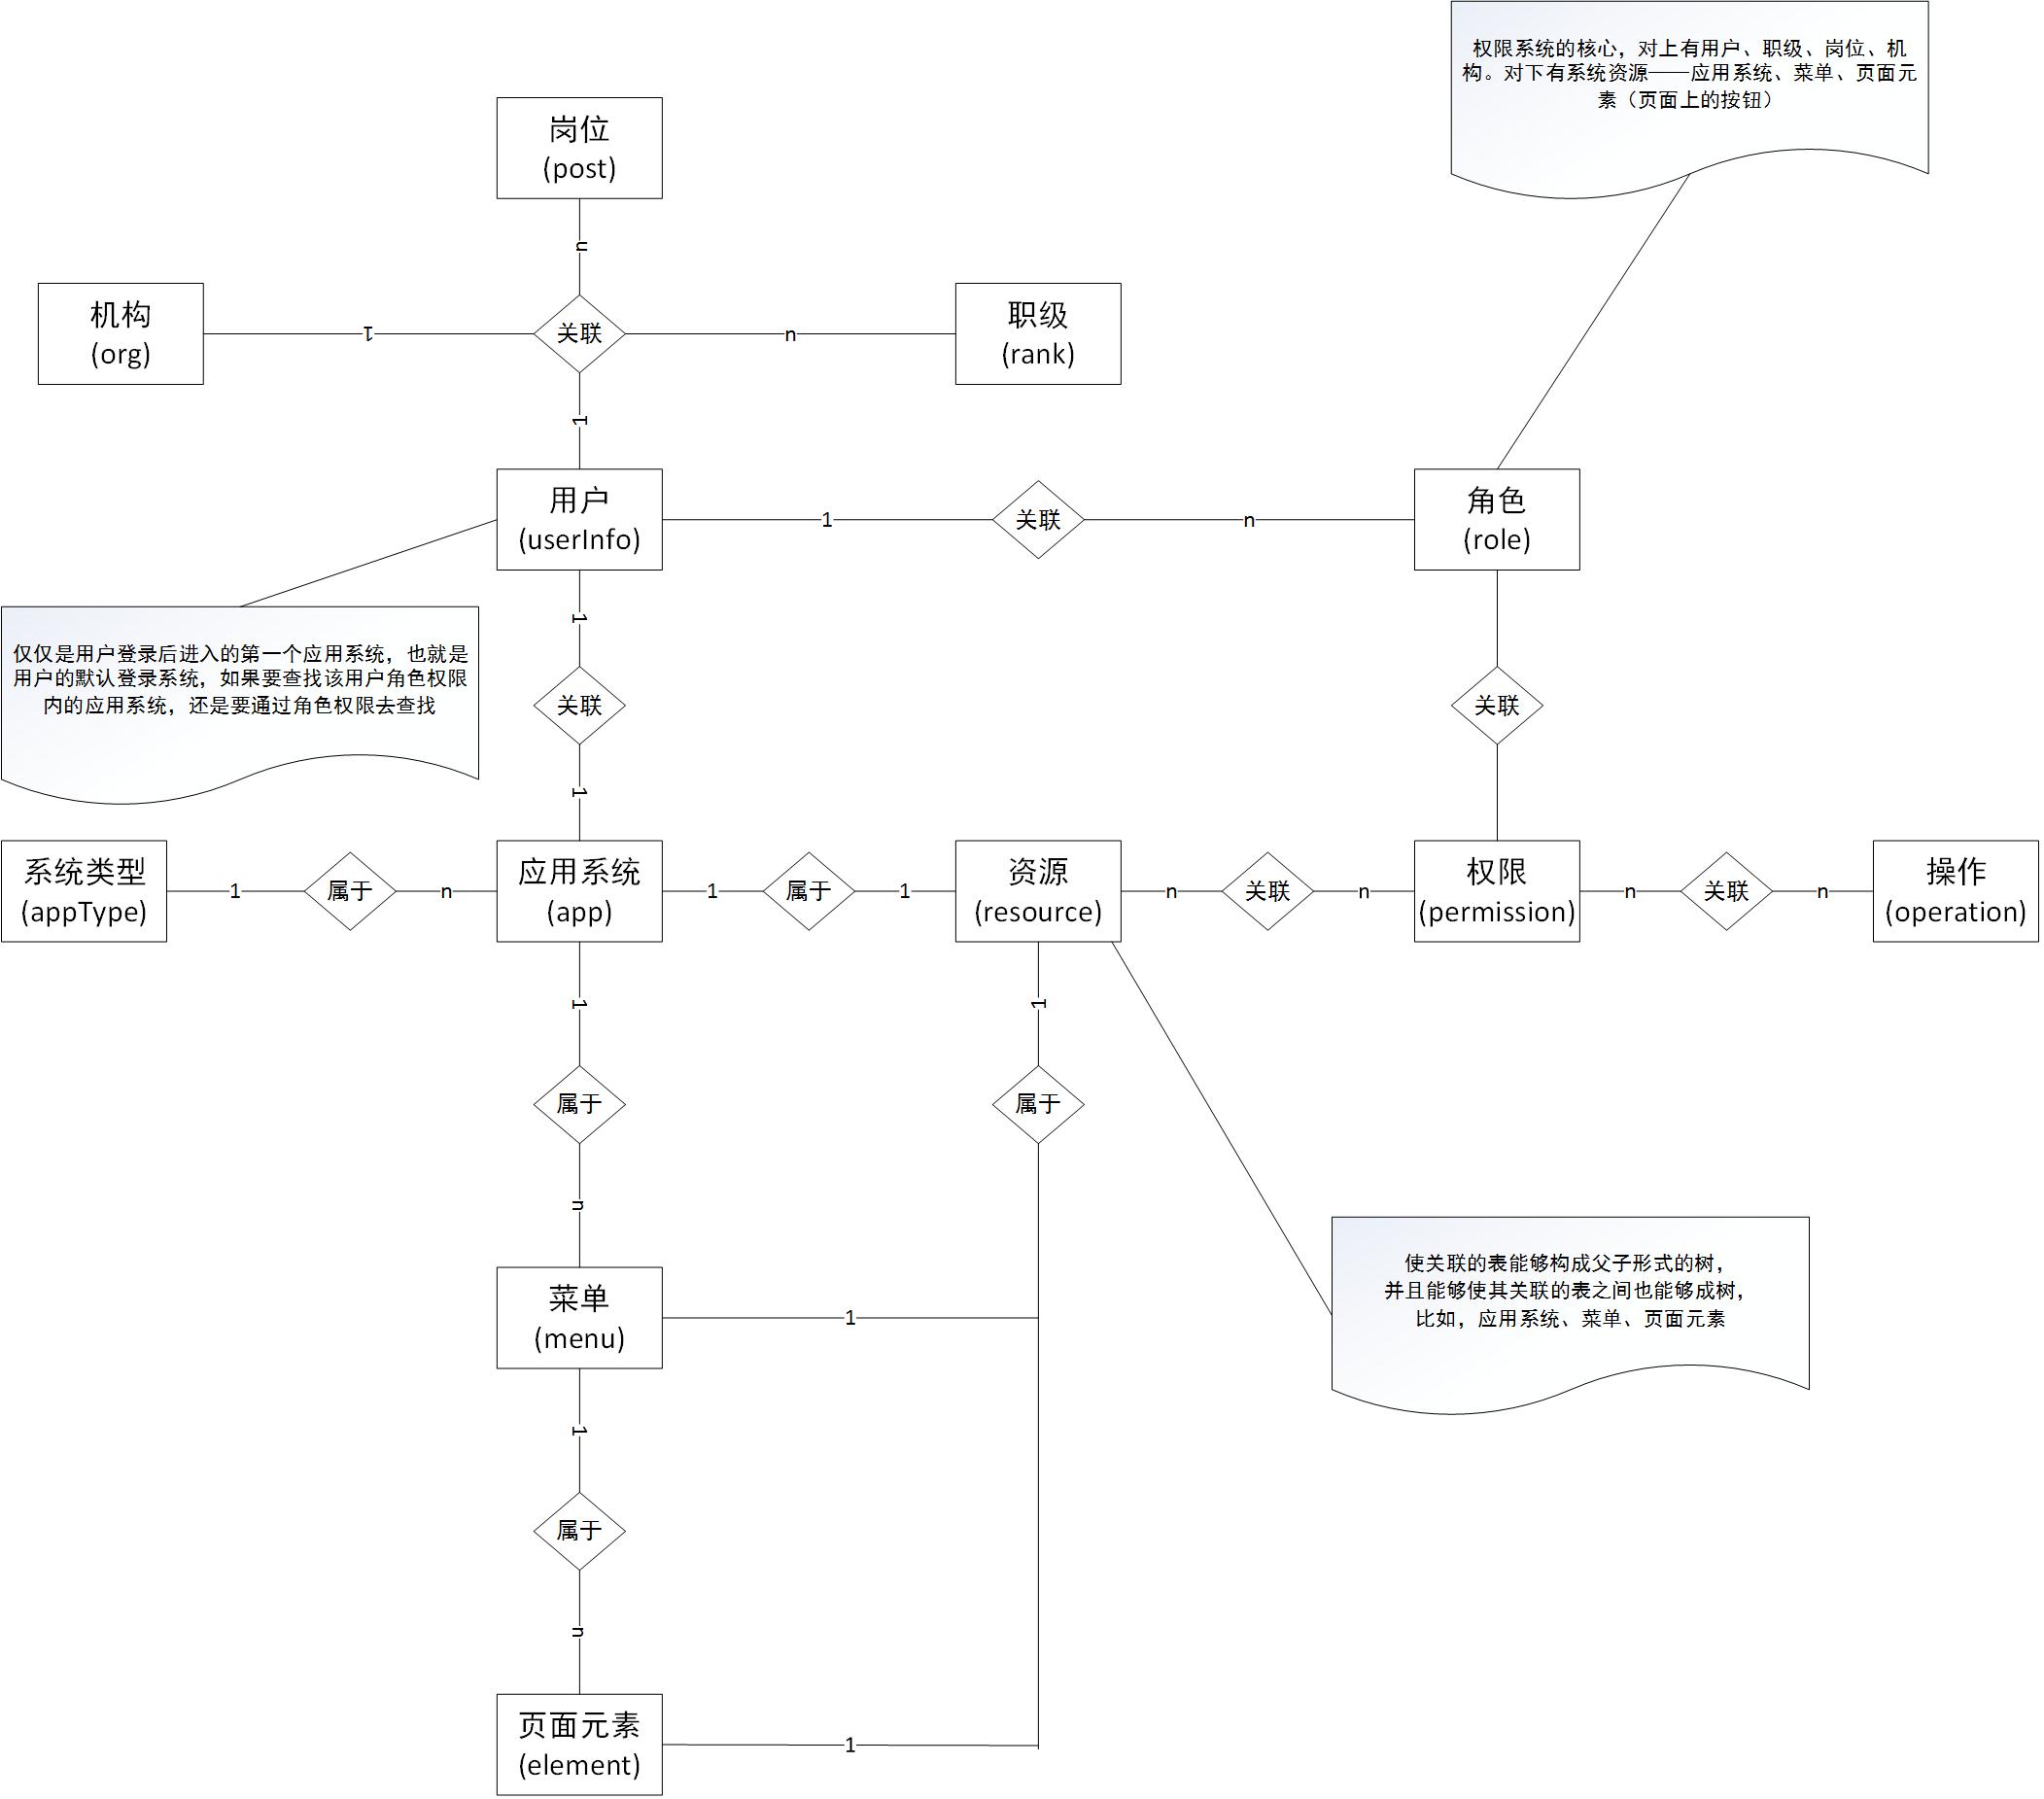 权限系统的核心，对上有用户、职级、岗位、机
构。对下有系统资源——应用系统、菜单、页面元
素（页面上的按钮）
岗位
(post)
n
机构
(org)
1
关联
n
职级
(rank)
1
用户
(userInfo)
1
关联
n
角色
(role)
1
仅仅是用户登录后进入的第一个应用系统，也就是
用户的默认登录系统，如果要查找该用户角色权限
内的应用系统，还是要通过角色权限去查找
关联
关联
1
系统类型
(appType)
1
属于
n
应用系统
(app)
1
属于
1
资源
(resource)
n
关联
n
权限
(permission)
n
关联
n
操作
(operation)
1
1
属于
属于
n
使关联的表能够构成父子形式的树，
并且能够使其关联的表之间也能够成树，
比如，应用系统、菜单、页面元素
菜单
(menu)
1
1
属于
n
页面元素
(element)
1